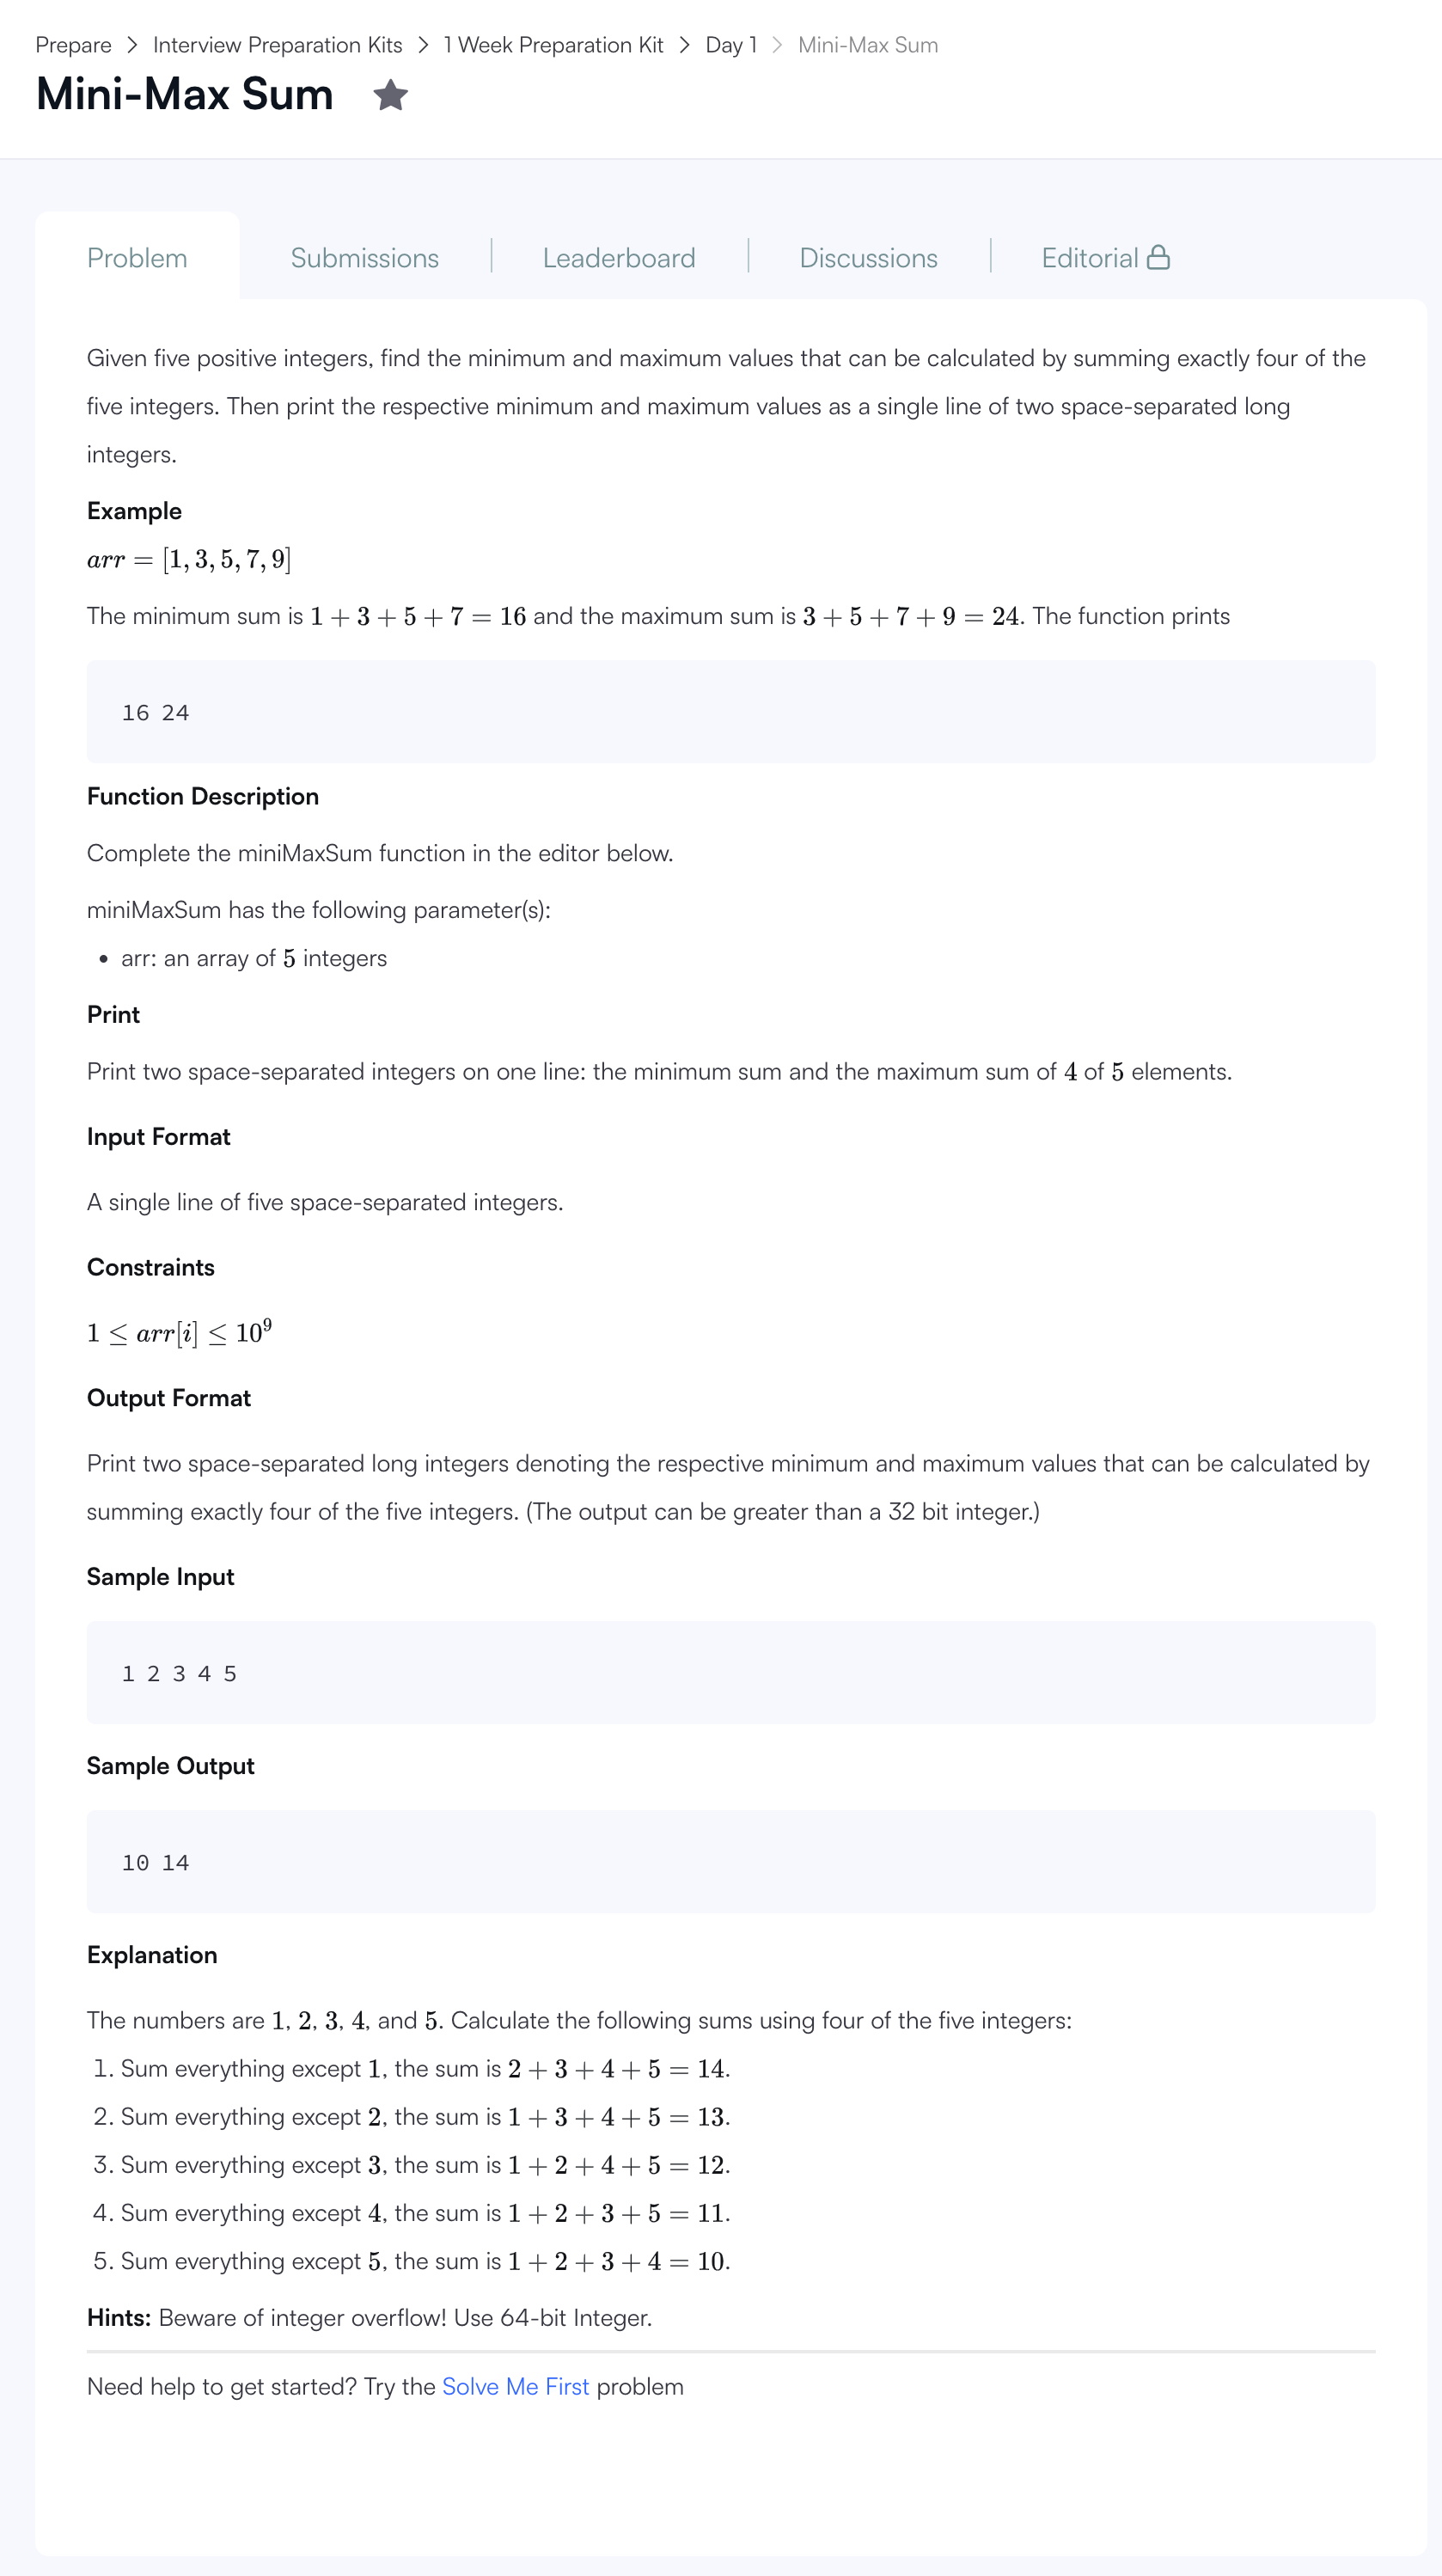 Prepare > Interview Preparation Kits > 1 Week Preparation Kit > Day 1 > Mini-Max Sum
Mini-Max Sum
Problem
Submissions
Leaderboard
Discussions
Editorial
Given five positive integers, find the minimum and maximum values that can be calculated by summing exactly four of the
five integers. Then print the respective minimum and maximum values as a single line of two space-separated long
integers.
Example
arr = [1, 3, 5, 7, 9]
The minimum sum is 1 + 3 + 5 + 7 = 16 and the maximum sum is 3 + 5 + 7 + 9 = 24. The function prints
16 24
Function Description
Complete the miniMaxSum function in the editor below.
miniMaxSum has the following parameter(s):
• arr: an array of 5 integers
Print
Print two space-separated integers on one line: the minimum sum and the maximum sum of 4 of 5 elements.
Input Format
A single line of five space-separated integers.
Constraints
1 ≤ arr[i] ≤ 10⁹
Output Format
Print two space-separated long integers denoting the respective minimum and maximum values that can be calculated by
summing exactly four of the five integers. (The output can be greater than a 32 bit integer.)
Sample Input
1 2 3 4 5
Sample Output
10 14
Explanation
The numbers are 1, 2, 3, 4, and 5. Calculate the following sums using four of the five integers:
1. Sum everything except 1, the sum is 2 + 3 + 4 + 5 = 14.
2. Sum everything except 2, the sum is 1 + 3 + 4 + 5 = 13.
3. Sum everything except 3, the sum is 1 + 2 + 4 + 5 = 12.
4. Sum everything except 4, the sum is 1 + 2 + 3 + 5 = 11.
5. Sum everything except 5, the sum is 1 + 2 + 3 + 4 = 10.
Hints: Beware of integer overflow! Use 64-bit Integer.
Need help to get started? Try the Solve Me First problem